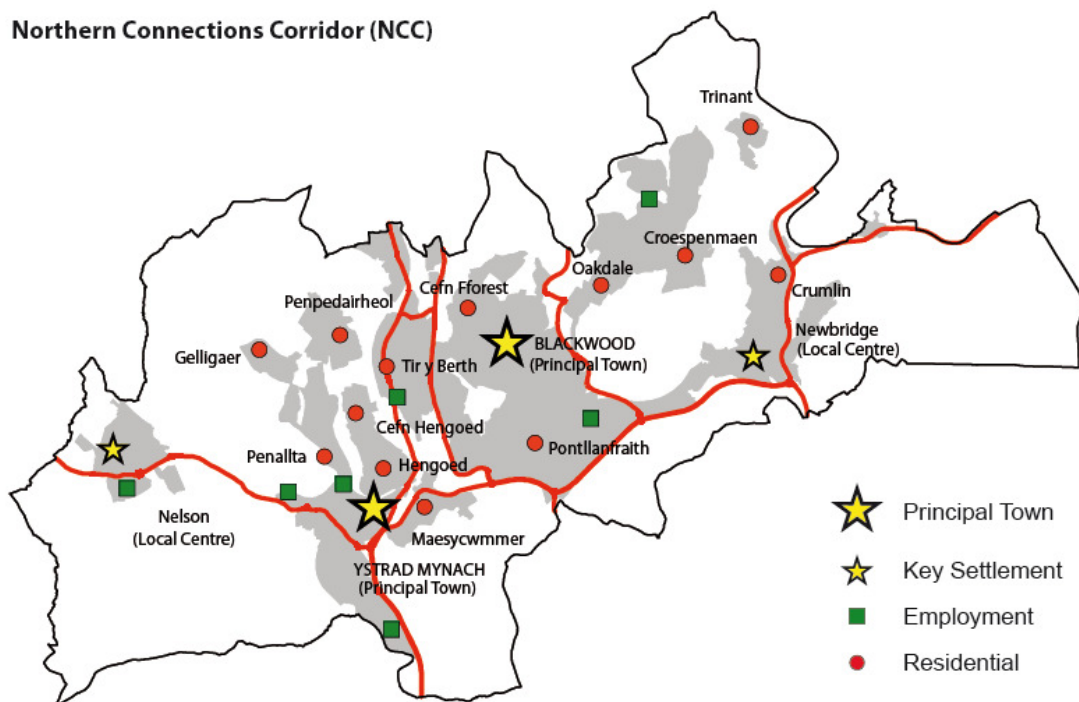 Northern Connections Corridor (NCC)
Trinant
Croespenmaen
Oakdale
Cefn Fforest
Crumlin
Penpedairheol
Newbridge
(Local Centre)
BLACKWOOD
(Principal Town)
Gelligaer
Tir y Berth
Cefn Hengoed
Pontllanfraith
Penallta
Hengoed
Nelson
(Local Centre)
Maesycwmmer
YSTRAD MYNACH
(Principal Town)
Principal Town
Key Settlement
Employment
Residential